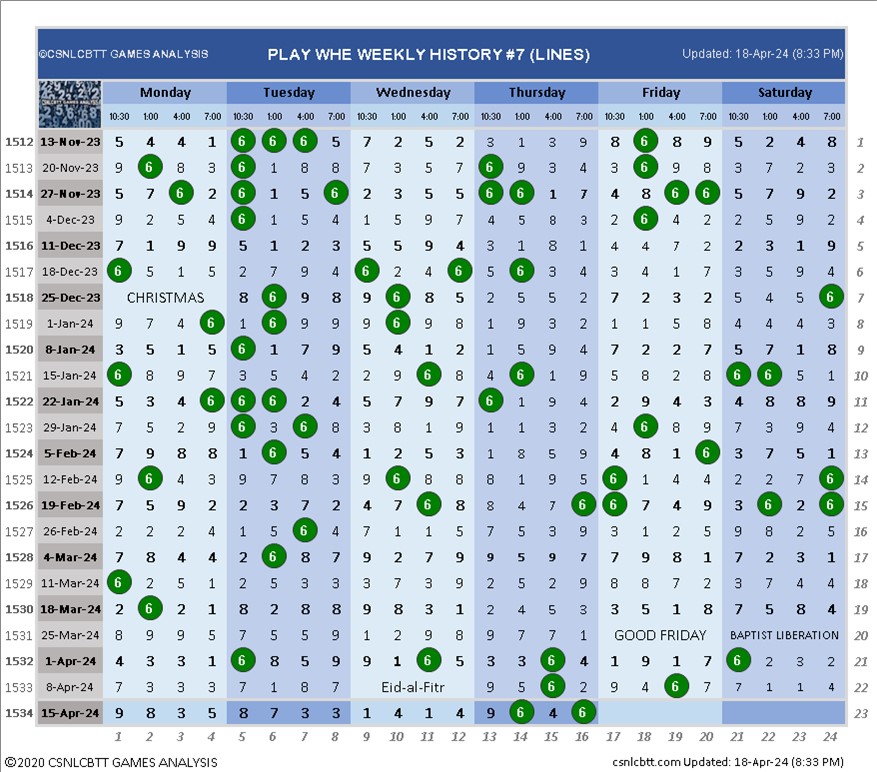 ©CSNLCBTT GAMES ANALYSIS PLAY WHE WEEKLY HISTORY #7 (LINES) Updated: 18-Apr-24 (8:33 PM)
Monday Tuesday Wednesday Thursday Friday Saturday
10:30 1:00 4:00 7:00 10:30 1:00 4:00 7:00 10:30 1:00 4:00 7:00 10:30 1:00 4:00 7:00 10:30 1:00 4:00 7:00 10:30 1:00 4:00 7:00
1512 13-Nov-23 5 4 4 1 6 6 6 5 7 2 5 2 3 1 3 9 8 6 8 9 5 2 4 8 1
1513 20-Nov-23 9 6 8 3 6 1 8 8 7 3 5 7 6 9 3 4 3 6 9 8 3 7 2 3 2
1514 27-Nov-23 5 7 6 2 6 1 5 6 2 3 5 5 6 6 1 7 4 8 6 6 5 7 9 2 3
1515 4-Dec-23 9 2 5 4 6 1 5 4 1 5 9 7 4 5 8 3 2 6 4 2 2 5 9 2 4
1516 11-Dec-23 7 1 9 9 5 1 2 3 5 5 9 4 3 1 8 1 4 4 7 2 2 3 1 9 5
1517 18-Dec-23 6 5 1 5 2 7 9 4 6 2 4 6 5 6 3 4 3 4 1 7 3 5 9 4 6
1518 25-Dec-23 CHRISTMAS 8 6 9 8 9 6 8 5 2 5 5 2 7 2 3 2 5 4 5 6 7
1519 1-Jan-24 9 7 4 6 1 6 9 9 9 6 9 8 1 9 3 2 1 1 5 8 4 4 4 3 8
1520 8-Jan-24 3 5 1 5 6 1 7 9 5 4 1 2 1 5 9 4 7 2 2 7 5 7 1 8 9
1521 15-Jan-24 6 8 9 7 3 5 4 2 2 9 6 8 4 6 1 9 5 8 2 8 6 6 5 1 10
1522 22-Jan-24 5 3 4 6 6 6 2 4 5 7 9 7 6 1 9 4 2 9 4 3 4 8 8 9 11
1523 29-Jan-24 7 5 2 9 6 3 6 8 3 8 1 9 1 1 3 2 4 6 8 9 7 3 9 4 12
1524 5-Feb-24 7 9 8 8 1 6 5 4 1 2 5 3 1 8 5 9 4 8 1 6 3 7 5 1 13
1525 12-Feb-24 2 6 4 3 9 7 8 3 9 6 8 8 8 1 9 5 6 1 4 4 2 2 7 6 14
1526 19-Feb-24 7 5 9 2 2 3 7 2 4 7 6 8 8 4 7 6 6 7 4 9 3 6 2 6 15
1527 26-Feb-24 2 2 2 4 1 5 6 4 7 1 1 5 7 5 3 9 3 1 2 5 9 8 2 5 16
1528 4-Mar-24 7 8 4 4 2 6 8 7 9 2 7 9 9 5 9 7 7 9 8 1 7 2 3 1 17
1529 11-Mar-24 6 2 5 1 2 5 3 3 3 7 3 9 2 5 2 9 8 8 7 2 3 7 4 4 18
1530 18-Mar-24 2 6 2 1 8 2 8 8 9 8 3 1 2 4 5 3 3 5 1 8 7 5 8 4 19
1531 25-Mar-24 8 9 9 5 7 5 5 9 1 2 9 8 9 7 7 1 GOOD FRIDAY BAPTIST LIBERATION 20
1532 1-Apr-24 4 3 3 1 6 8 5 9 9 1 6 5 3 3 6 4 1 9 1 7 6 2 3 2 21
1533 8-Apr-24 7 3 3 3 7 1 8 7 Eid-al-Fitr 9 5 6 2 9 4 6 7 7 1 1 4 22
1534 15-Apr-24 9 8 3 5 8 7 3 3 1 4 1 4 9 6 4 6 23
1 2 3 4 5 6 7 8 9 10 11 12 13 14 15 16 17 18 19 20 21 22 23 24
©2020 CSNLCBTT GAMES ANALYSIS csnlcbtt.com Updated: 18-Apr-24 (8:33 PM)